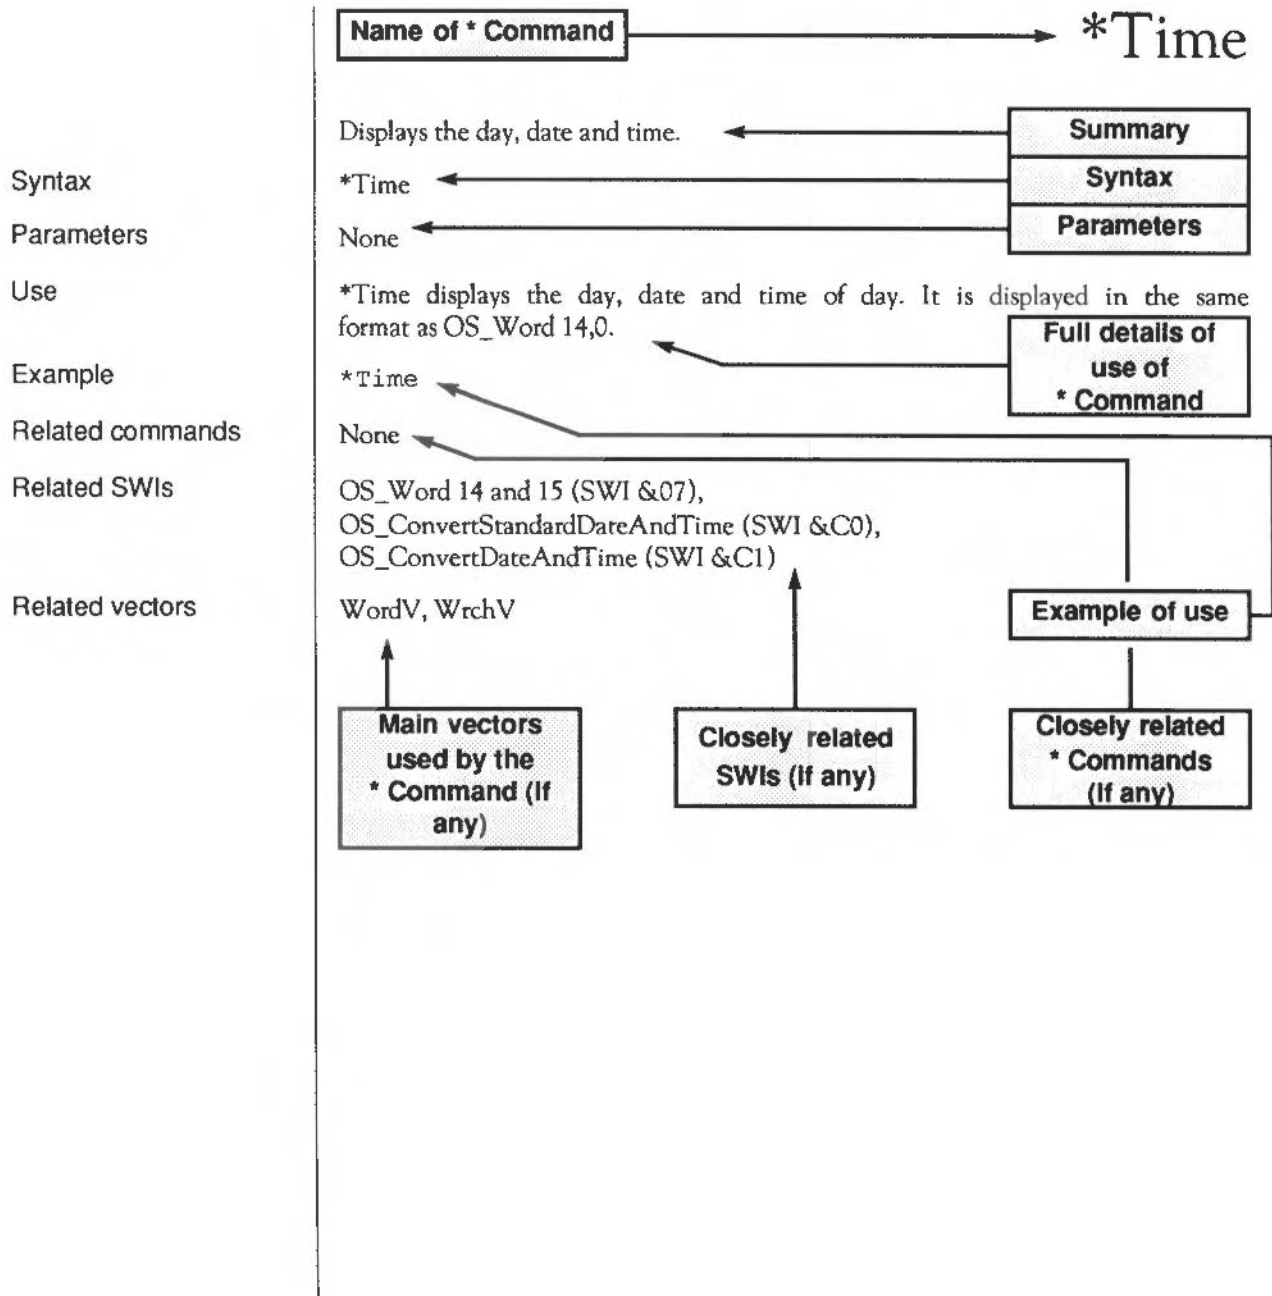 Name of * Command
*Time
Displays the day, date and time.
Summary
Syntax
*Time
Syntax
Parameters
None
Parameters
Use
*Time displays the day, date and time of day. It is displayed in the same
format as OS_Word 14,0.
Full details of
use of
* Command
Example
*Time
Related commands
None
Related SWIs
OS_Word 14 and 15 (SWI &07),
OS_ConvertStandardDateAndTime (SWI &C0),
OS_ConvertDateAndTime (SWI &C1)
Related vectors
WordV, WrchV
Example of use
Main vectors
used by the
* Command (if
any)
Closely related
SWIs (if any)
Closely related
* Commands
(if any)